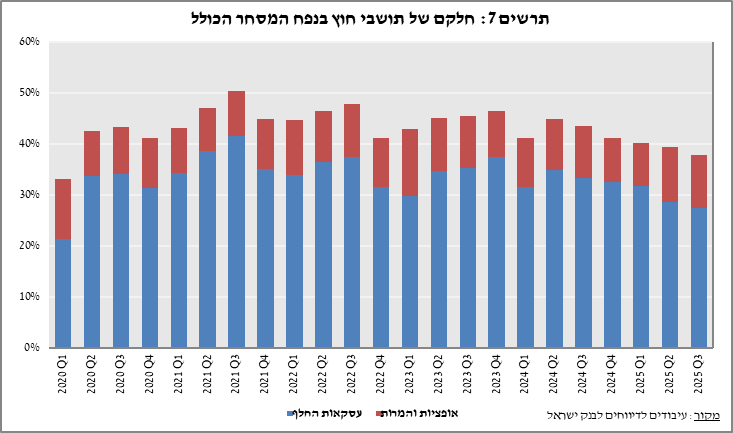 תרשים 7: חלקם של תושבי חוץ בנפח המסחר הכולל
60%
50%
40%
30%
20%
10%
0%
2020 Q1
2020 Q2
2020 Q3
2020 Q4
2021 Q1
2021 Q2
2021 Q3
2021 Q4
2022 Q1
2022 Q2
2022 Q3
2022 Q4
2023 Q1
2023 Q2
2023 Q3
2023 Q4
2024 Q1
2024 Q2
2024 Q3
2024 Q4
2025 Q1
2025 Q2
2025 Q3
אופציות והמרות
עסקאות החלף
מקור: עיבודים לדיווחים לבנק ישראל